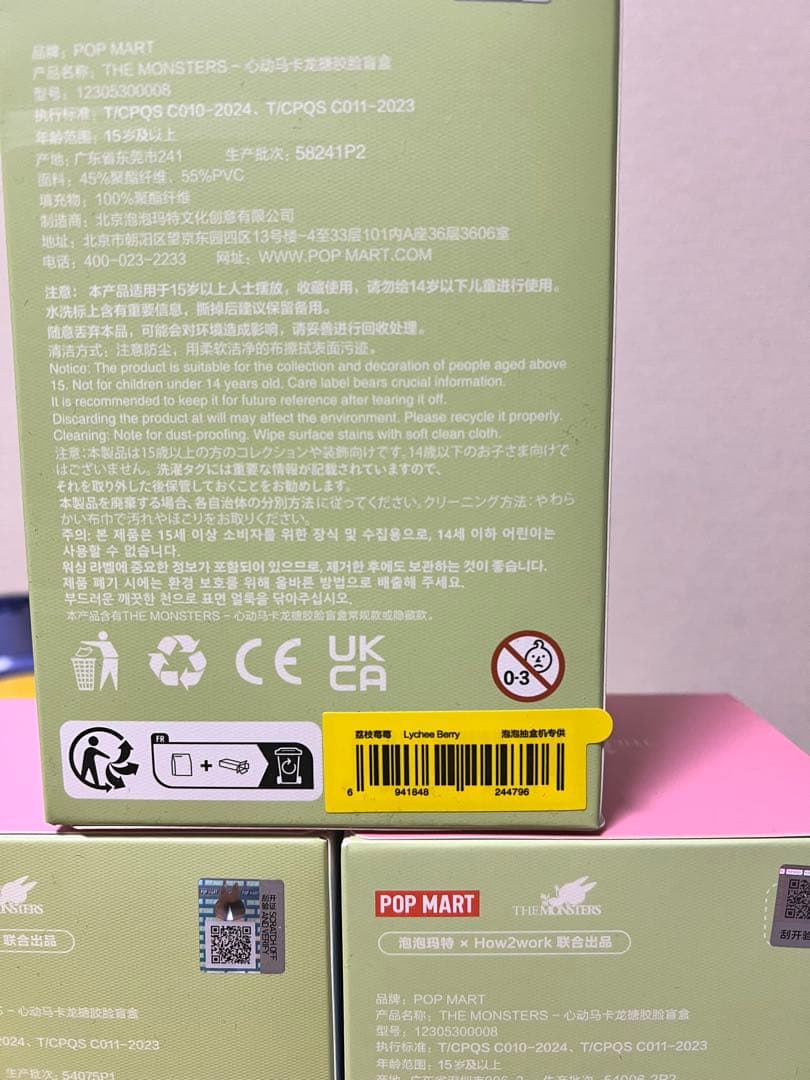 品牌：POP MART
产品名称：THE MONSTERS - 心动马卡龙搪胶脸盲盒
型号：12305300008
执行标准：T/CPQS C010-2024、T/CPQS C011-2023
年龄范围：15岁及以上
产地：广东省东莞市241 生产批次：58241P2
面料：45%聚酯纤维、55%PVC
填充物：100%聚酯纤维
制造商：北京泡泡玛特文化创意有限公司
地址：北京市朝阳区望京东园四区13号楼-4至33层101内A座36层3606室
电话：400-023-2233 网址：WWW.POP MART.COM
注意：本产品适用于15岁以上人士摆放，收藏使用，请勿给14岁以下儿童进行使用。
水洗标上含有重要信息，撕掉后建议保留备用。
随意丢弃本品，可能会对环境造成影响，请妥善进行回收处理。
清洁方式：注意防尘，用柔软洁净的布擦拭表面污迹。
Notice: The product is suitable for the collection and decoration of people aged above
15. Not for children under 14 years old. Care label bears crucial information.
It is recommended to keep it for future reference after tearing it off.
Discarding the product at will may affect the environment. Please recycle it properly.
Cleaning: Note for dust-proofing. Wipe surface stains with soft clean cloth.
注意：本製品は15歳以上の方のコレクションや装飾向けです。14歳以下のお子さま向けで
はございません。洗濯タグには重要な情報が記載されていますので、
それを取り外した後保管しておくことをお勧めします。
本製品を廃棄する場合、各自治体の分別方法に従ってください。クリーニング方法：やわら
かい布巾で汚れやほこりをお取りください。
주의: 본 제품은 15세 이상 소비자를 위한 장식 및 수집용으로, 14세 이하 어린이는
사용할 수 없습니다.
워싱 라벨에 중요한 정보가 포함되어 있으므로, 제거한 후에도 보관하는 것이 좋습니다.
제품 폐기 시에는 환경 보호를 위해 올바른 방법으로 배출해 주세요.
부드러운 깨끗한 천으로 표면 얼룩을 닦아주십시오.
本产品含有THE MONSTERS - 心动马卡龙搪胶脸盲盒常规款或隐藏款。
CE
UK
CA
0-3
FR
荔枝莓莓 Lychee Berry 泡泡抽盒机专供
6 941848 244796
POP MART
THE MONSTERS
泡泡玛特 × How2work 联合出品
品牌：POP MART
产品名称：THE MONSTERS - 心动马卡龙搪胶脸盲盒
型号：12305300008
执行标准：T/CPQS C010-2024、T/CPQS C011-2023
年龄范围：15岁及以上
NSTERS
联合出品
开验
SCRATCH OFF
AND VERIFY
刮开验
S - 心动马卡龙搪胶脸盲盒
024、T/CPQS C011-2023
生产批次：54075P1